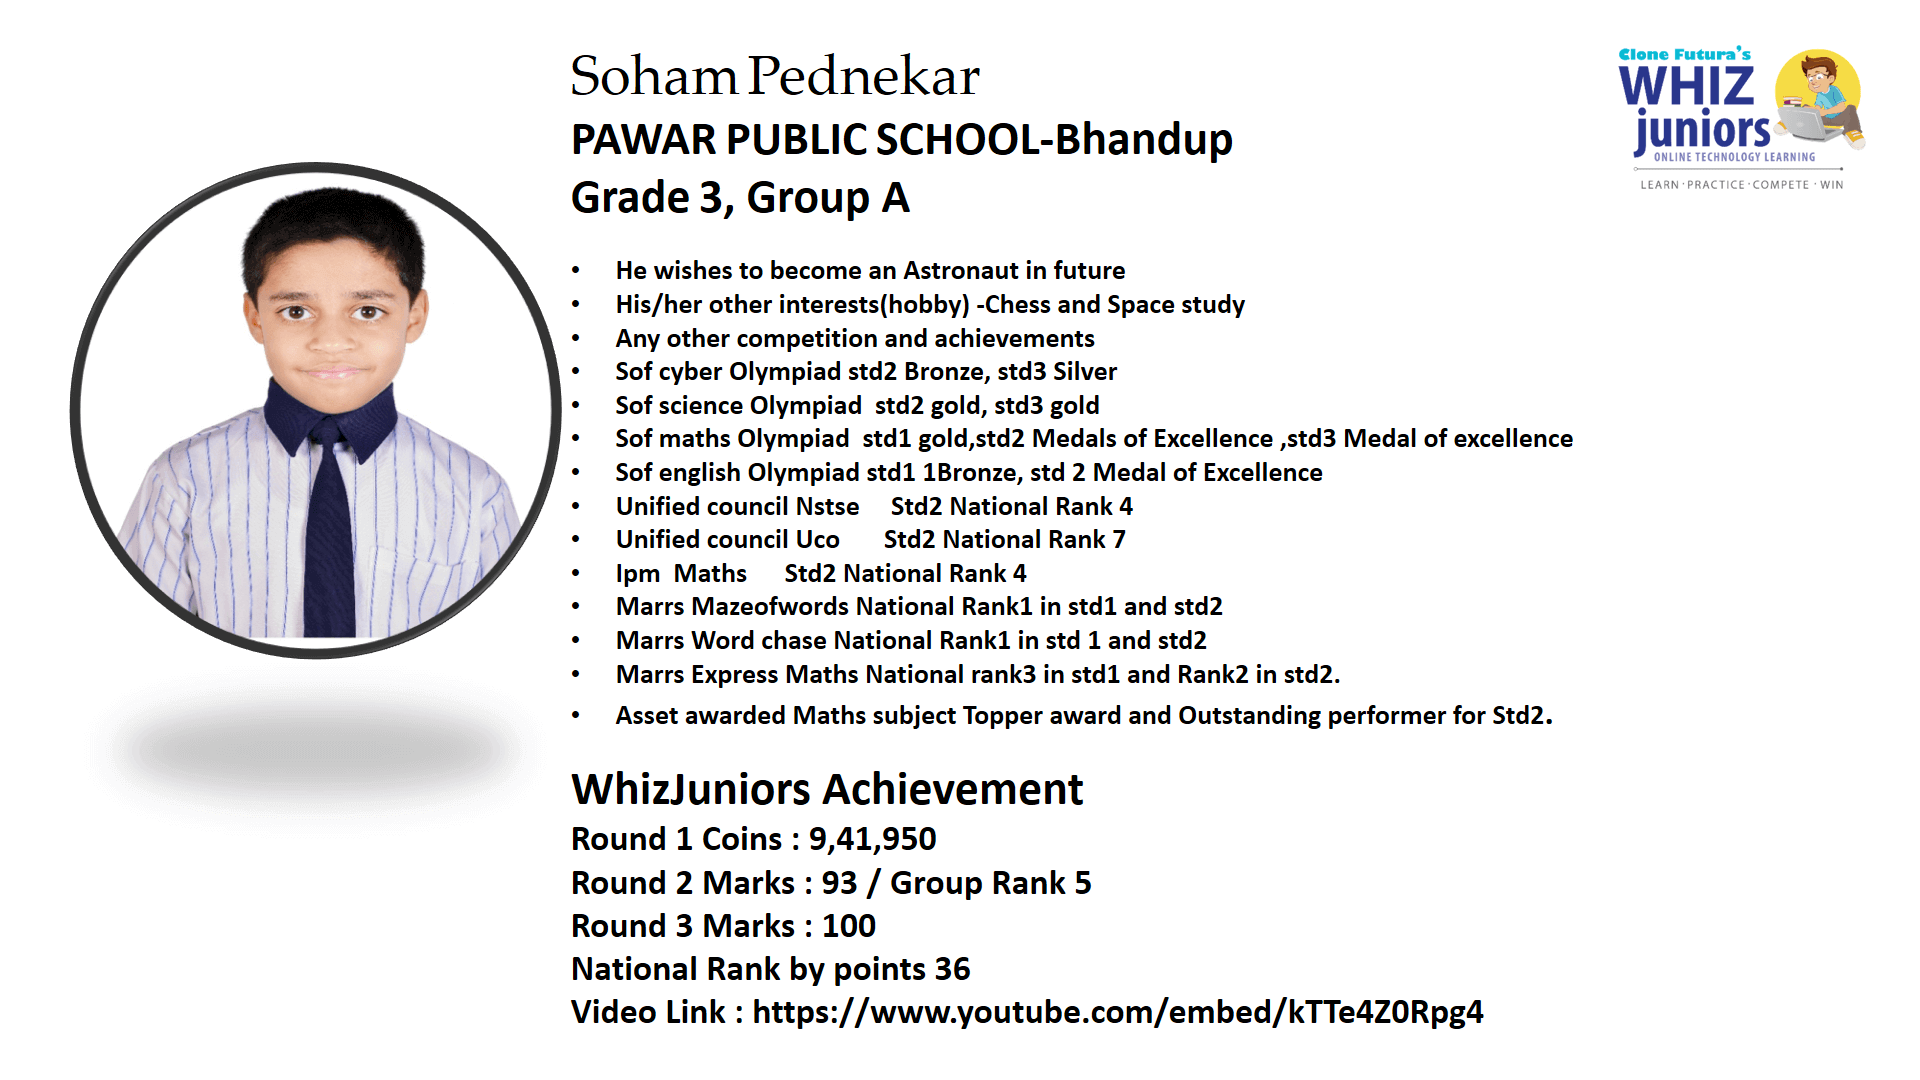 Soham Pednekar
PAWAR PUBLIC SCHOOL-Bhandup
Grade 3, Group A
Clone Futura's
WHIZ
juniors
ONLINE TECHNOLOGY LEARNING
LEARN · PRACTICE · COMPETE · WIN
• He wishes to become an Astronaut in future
• His/her other interests(hobby) -Chess and Space study
• Any other competition and achievements
• Sof cyber Olympiad std2 Bronze, std3 Silver
• Sof science Olympiad  std2 gold, std3 gold
• Sof maths Olympiad  std1 gold,std2 Medals of Excellence ,std3 Medal of excellence
• Sof english Olympiad std1 1Bronze, std 2 Medal of Excellence
• Unified council Nstse     Std2 National Rank 4
• Unified council Uco       Std2 National Rank 7
• Ipm  Maths      Std2 National Rank 4
• Marrs Mazeofwords National Rank1 in std1 and std2
• Marrs Word chase National Rank1 in std 1 and std2
• Marrs Express Maths National rank3 in std1 and Rank2 in std2.
• Asset awarded Maths subject Topper award and Outstanding performer for Std2.
WhizJuniors Achievement
Round 1 Coins : 9,41,950
Round 2 Marks : 93 / Group Rank 5
Round 3 Marks : 100
National Rank by points 36
Video Link : https://www.youtube.com/embed/kTTe4Z0Rpg4